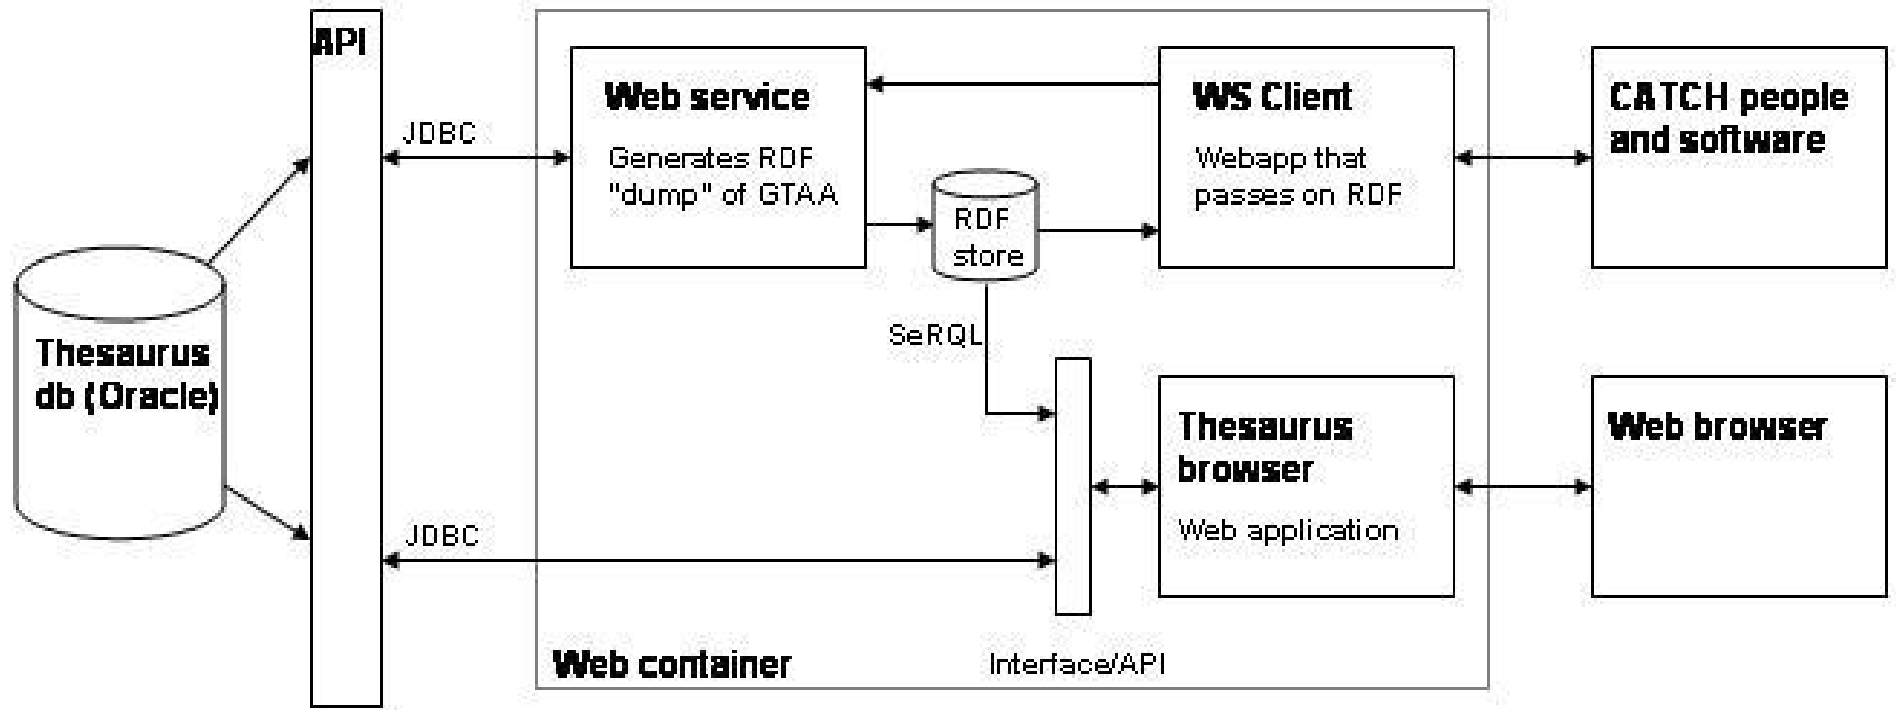 API
JDBC
Web service
Generates RDF
"dump" of GTAA
RDF
store
WS Client
Webapp that
passes on RDF
CATCH people
and software
Thesaurus
db (Oracle)
SeRQL
JDBC
Thesaurus
browser
Web application
Web browser
Web container
Interface/API